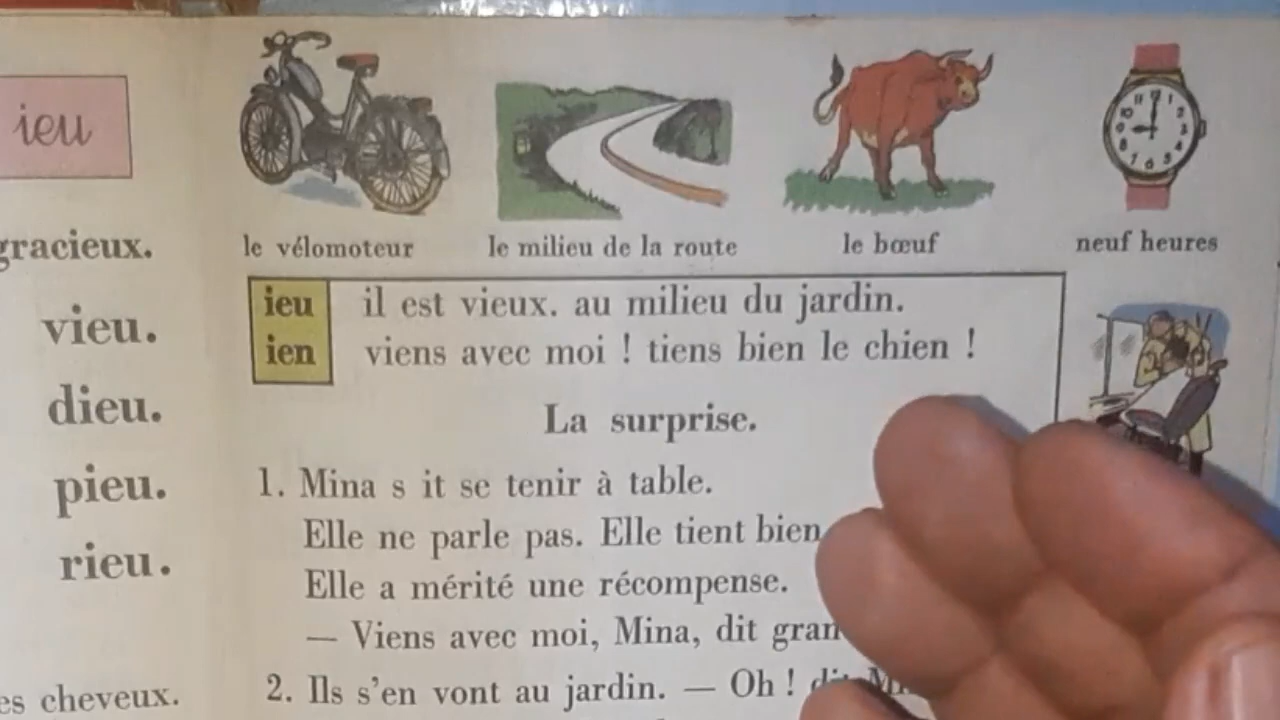 ieu
gracieux.
vieu.
dieu.
pieu.
rieu.
es cheveux.
le vélomoteur
le milieu de la route
le bœuf
neuf heures
ieu il est vieux. au milieu du jardin.
ien viens avec moi ! tiens bien le chien !
La surprise.
1. Mina s it se tenir à table.
Elle ne parle pas. Elle tient bien
Elle a mérité une récompense.
— Viens avec moi, Mina, dit gran
2. Ils s'en vont au jardin. — Oh !